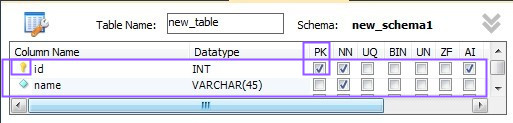 Table Name: new_table Schema: new_schema1
Column Name Datatype PK NN UQ BIN UN ZF AI
id INT
name VARCHAR(45)